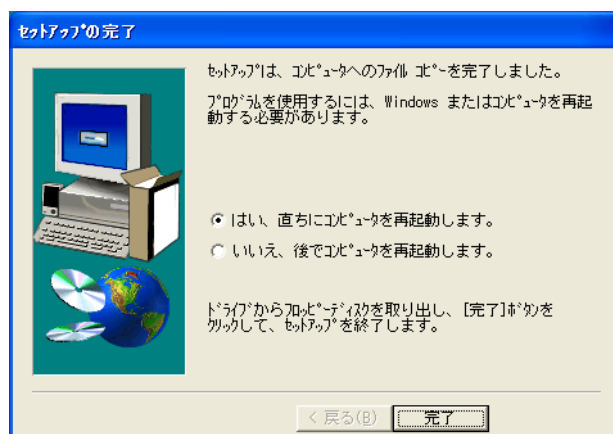 ｾｯﾄｱｯﾌﾟの完了
ｾｯﾄｱｯﾌﾟは、ｺﾝﾋﾟｭｰﾀへのﾌｧｲﾙ ｺﾋﾟｰを完了しました。
ﾌﾟﾛｸﾞﾗﾑを使用するには、Windows またはｺﾝﾋﾟｭｰﾀを再起
動する必要があります。
はい、直ちにｺﾝﾋﾟｭｰﾀを再起動します。
いいえ、後でｺﾝﾋﾟｭｰﾀを再起動します。
ﾄﾞﾗｲﾌﾞからﾌﾛｯﾋﾟｰﾃﾞｨｽｸを取り出し、[完了]ﾎﾞﾀﾝを
ｸﾘｯｸして、ｾｯﾄｱｯﾌﾟを終了します。
< 戻る(B)
完了